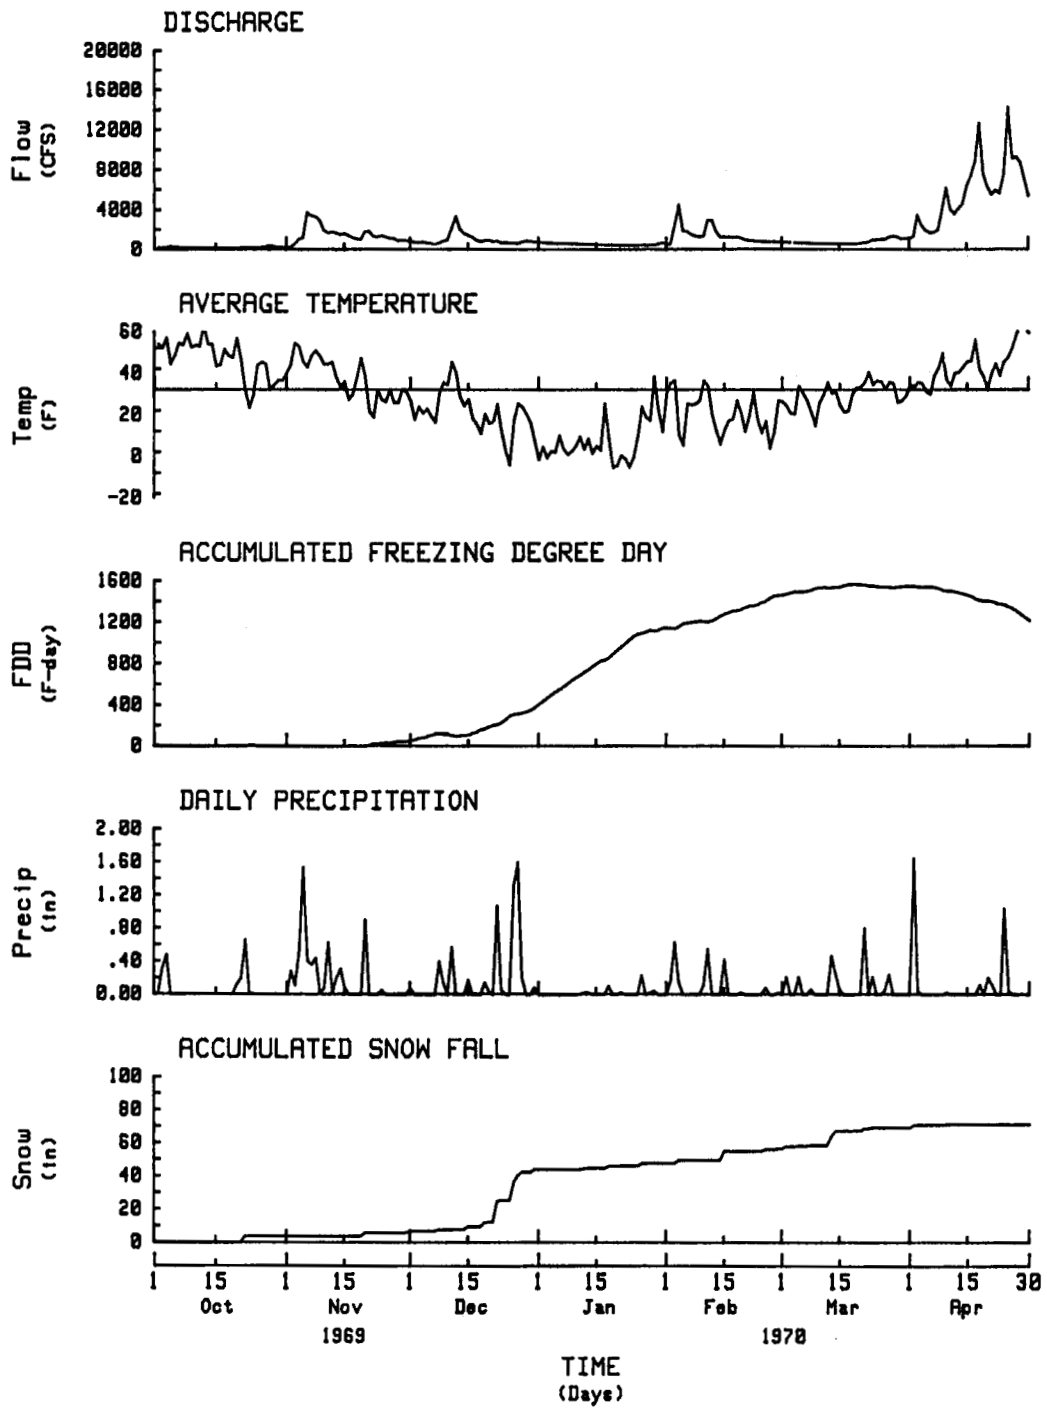 DISCHARGE
20000
16000
12000
8000
4000
0
Flow
(CFS)
AVERAGE TEMPERATURE
60
40
20
0
-20
Temp
(F)
ACCUMULATED FREEZING DEGREE DAY
1600
1200
800
400
0
FDD
(F-day)
DAILY PRECIPITATION
2.00
1.60
1.20
.80
.40
0.00
Precip
(in)
ACCUMULATED SNOW FALL
100
80
60
40
20
0
Snow
(in)
1 15 1 15 1 15 1 15 1 15 1 15 1 15 30
Oct Nov Dec Jan Feb Mar Apr
1969 1970
TIME
(Days)